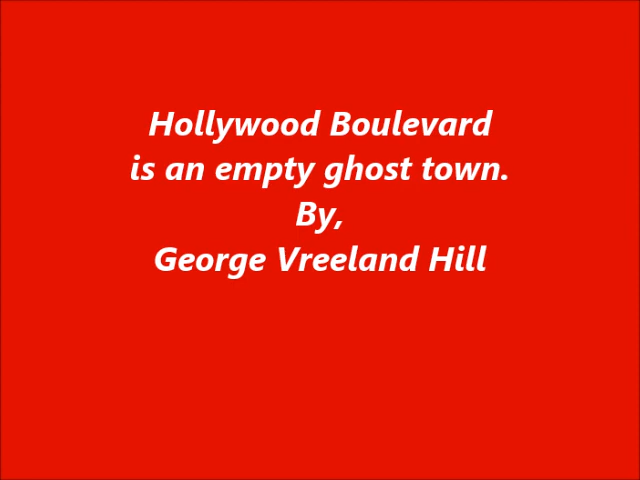 Hollywood Boulevard
is an empty ghost town.
By,
George Vreeland Hill